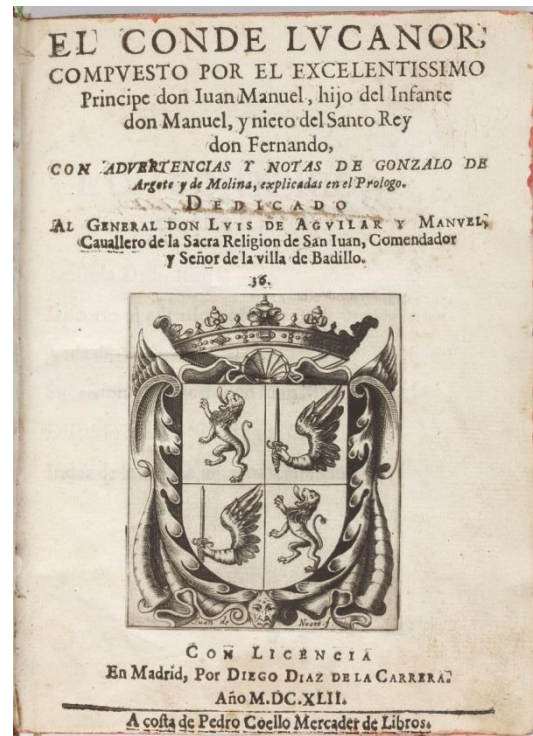 EL CONDE LVCANOR,
COMPVESTO POR EL EXCELENTISSIMO
Principe don Iuan Manuel, hijo del Infante
don Manuel, y nieto del Santo Rey
don Fernando,
CON ADVERTENCIAS Y NOTAS DE GONZALO DE
Argote y de Molina, explicadas en el Prologo.
DEDICADO
AL GENERAL DON LVIS DE AGVILAR Y MANVEL,
Cauallero de la Sacra Religion de San Iuan, Comendador
y Señor de la villa de Badillo.
36.
Juan de Noort f
CON LICENCIA
En Madrid, Por DIEGO DIAZ DE LA CARRERA.
Año M.DC.XLII.
A costa de Pedro Coello Mercader de Libros.